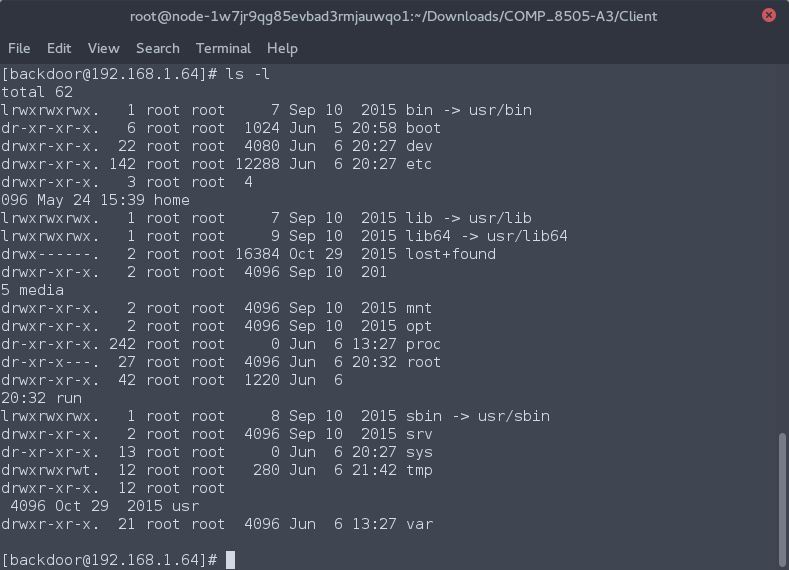 root@node-1w7jr9qg85evbad3rmjauwqo1:~/Downloads/COMP_8505-A3/Client
File Edit View Search Terminal Help
[backdoor@192.168.1.64]# ls -l
total 62
lrwxrwxrwx.   1 root root     7 Sep 10  2015 bin -> usr/bin
dr-xr-xr-x.   6 root root  1024 Jun  5 20:58 boot
drwxr-xr-x.  22 root root  4080 Jun  6 20:27 dev
drwxr-xr-x. 142 root root 12288 Jun  6 20:27 etc
drwxr-xr-x.   3 root root  4
096 May 24 15:39 home
lrwxrwxrwx.   1 root root     7 Sep 10  2015 lib -> usr/lib
lrwxrwxrwx.   1 root root     9 Sep 10  2015 lib64 -> usr/lib64
drwx------.   2 root root 16384 Oct 29  2015 lost+found
drwxr-xr-x.   2 root root  4096 Sep 10  201
5 media
drwxr-xr-x.   2 root root  4096 Sep 10  2015 mnt
drwxr-xr-x.   2 root root  4096 Sep 10  2015 opt
dr-xr-xr-x. 242 root root     0 Jun  6 13:27 proc
dr-xr-x---.  27 root root  4096 Jun  6 20:32 root
drwxr-xr-x.  42 root root  1220 Jun  6
20:32 run
lrwxrwxrwx.   1 root root     8 Sep 10  2015 sbin -> usr/sbin
drwxr-xr-x.   2 root root  4096 Sep 10  2015 srv
dr-xr-xr-x.  13 root root     0 Jun  6 20:27 sys
drwxrwxrwt.  12 root root   280 Jun  6 21:42 tmp
drwxr-xr-x.  12 root root
 4096 Oct 29  2015 usr
drwxr-xr-x.  21 root root  4096 Jun  6 13:27 var
[backdoor@192.168.1.64]#